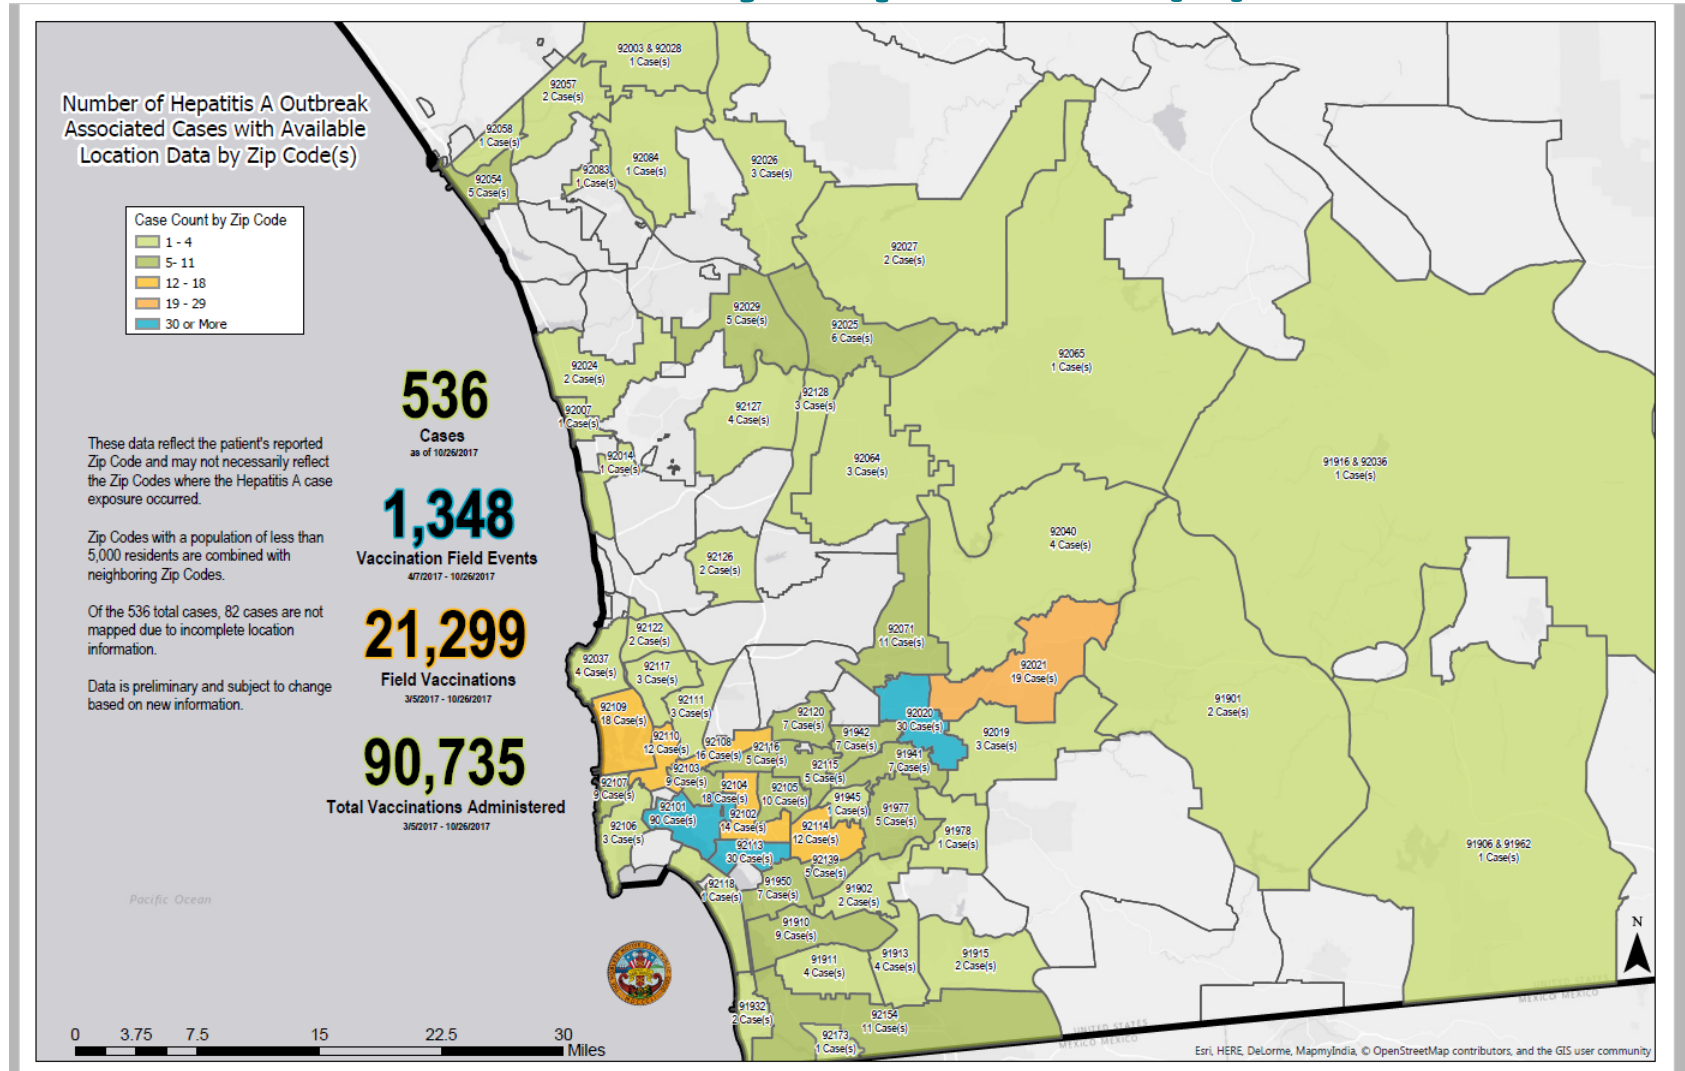 Number of Hepatitis A Outbreak
Associated Cases with Available
Location Data by Zip Code(s)
Case Count by Zip Code
1 - 4
5- 11
12 - 18
19 - 29
30 or More
These data reflect the patient's reported
Zip Code and may not necessarily reflect
the Zip Codes where the Hepatitis A case
exposure occurred.
Zip Codes with a population of less than
5,000 residents are combined with
neighboring Zip Codes.
Of the 536 total cases, 82 cases are not
mapped due to incomplete location
information.
Data is preliminary and subject to change
based on new information.
536
Cases
as of 10/26/2017
1,348
Vaccination Field Events
4/7/2017 - 10/26/2017
21,299
Field Vaccinations
3/5/2017 - 10/26/2017
90,735
Total Vaccinations Administered
3/5/2017 - 10/26/2017
92003 & 92028
1 Case(s)
92057
2 Case(s)
92058
1 Case(s)
92054
5 Case(s)
92083
1 Case(s)
92084
1 Case(s)
92026
3 Case(s)
92027
2 Case(s)
92029
5 Case(s)
92025
6 Case(s)
92065
1 Case(s)
92024
2 Case(s)
92007
1 Case(s)
92127
4 Case(s)
92128
3 Case(s)
92014
1 Case(s)
92064
3 Case(s)
91916 & 92036
1 Case(s)
92040
4 Case(s)
92126
2 Case(s)
92122
2 Case(s)
92071
11 Case(s)
92037
4 Case(s)
92117
3 Case(s)
92021
19 Case(s)
92109
18 Case(s)
92111
3 Case(s)
92120
7 Case(s)
92020
30 Case(s)
91901
2 Case(s)
92110
12 Case(s)
92108
16 Case(s)
92116
5 Case(s)
91942
7 Case(s)
92019
3 Case(s)
91941
7 Case(s)
92103
9 Case(s)
92115
5 Case(s)
92107
9 Case(s)
92104
18 Case(s)
92105
10 Case(s)
91945
1 Case(s)
91977
5 Case(s)
92101
90 Case(s)
92102
14 Case(s)
92106
3 Case(s)
92114
12 Case(s)
91978
1 Case(s)
92113
30 Case(s)
92139
5 Case(s)
91906 & 91962
1 Case(s)
92118
1 Case(s)
91950
7 Case(s)
91902
2 Case(s)
91910
9 Case(s)
91911
4 Case(s)
91913
4 Case(s)
91915
2 Case(s)
91932
2 Case(s)
92154
11 Case(s)
92173
1 Case(s)
Pacific Ocean
N
UNITED STATES
MEXICO MEXICO
UNITED STATES
MEXICO MEXICO
0 3.75 7.5 15 22.5 30
Miles
Esri, HERE, DeLorme, MapmyIndia, © OpenStreetMap contributors, and the GIS user community